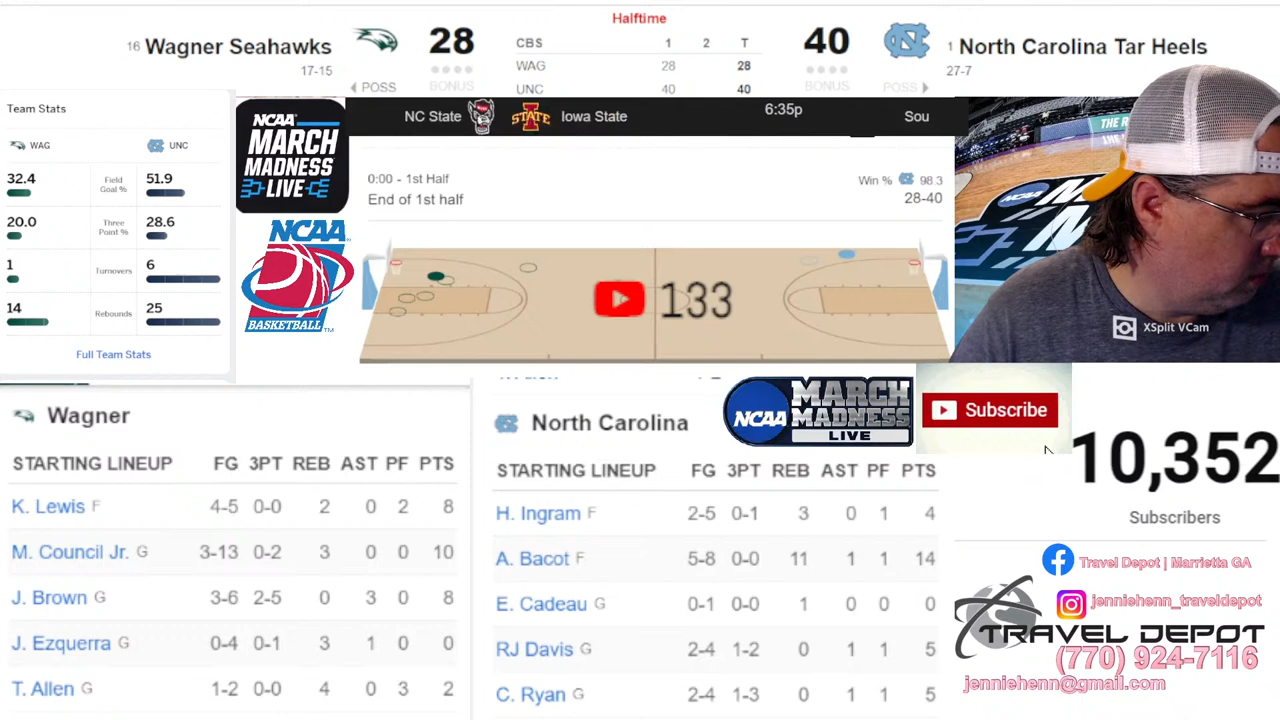 Halftime
16 Wagner Seahawks
17-15
28
◀ POSS
BONUS
CBS 1 2 T
WAG 28 28
UNC 40 40
40
BONUS
POSS ▶
1 North Carolina Tar Heels
27-7
NC State
STATE
Iowa State
6:35p
Sou
Team Stats
WAG
UNC
32.4 Field Goal % 51.9
20.0 Three Point % 28.6
1 Turnovers 6
14 Rebounds 25
Full Team Stats
NCAA
MARCH
MADNESS
LIVE
NCAA
BASKETBALL™
0:00 - 1st Half
End of 1st half
Win % 98.3
28-40
133
THE R
NCAA
XSplit VCam
Wagner
STARTING LINEUP FG 3PT REB AST PF PTS
K. Lewis F 4-5 0-0 2 0 2 8
M. Council Jr. G 3-13 0-2 3 0 0 10
J. Brown G 3-6 2-5 0 3 0 8
J. Ezquerra G 0-4 0-1 3 1 0 0
T. Allen G 1-2 0-0 4 0 3 2
North Carolina
STARTING LINEUP FG 3PT REB AST PF PTS
H. Ingram F 2-5 0-1 3 0 1 4
A. Bacot F 5-8 0-0 11 1 1 14
E. Cadeau G 0-1 0-0 1 0 0 0
RJ Davis G 2-4 1-2 0 1 1 5
C. Ryan G 2-4 1-3 0 1 1 5
NCAA
MARCH
MADNESS
LIVE
Subscribe
10,352
Subscribers
Travel Depot | Marrietta GA
jenniehenn_traveldepot
TRAVEL DEPOT
(770) 924-7116
jenniehenn@gmail.com